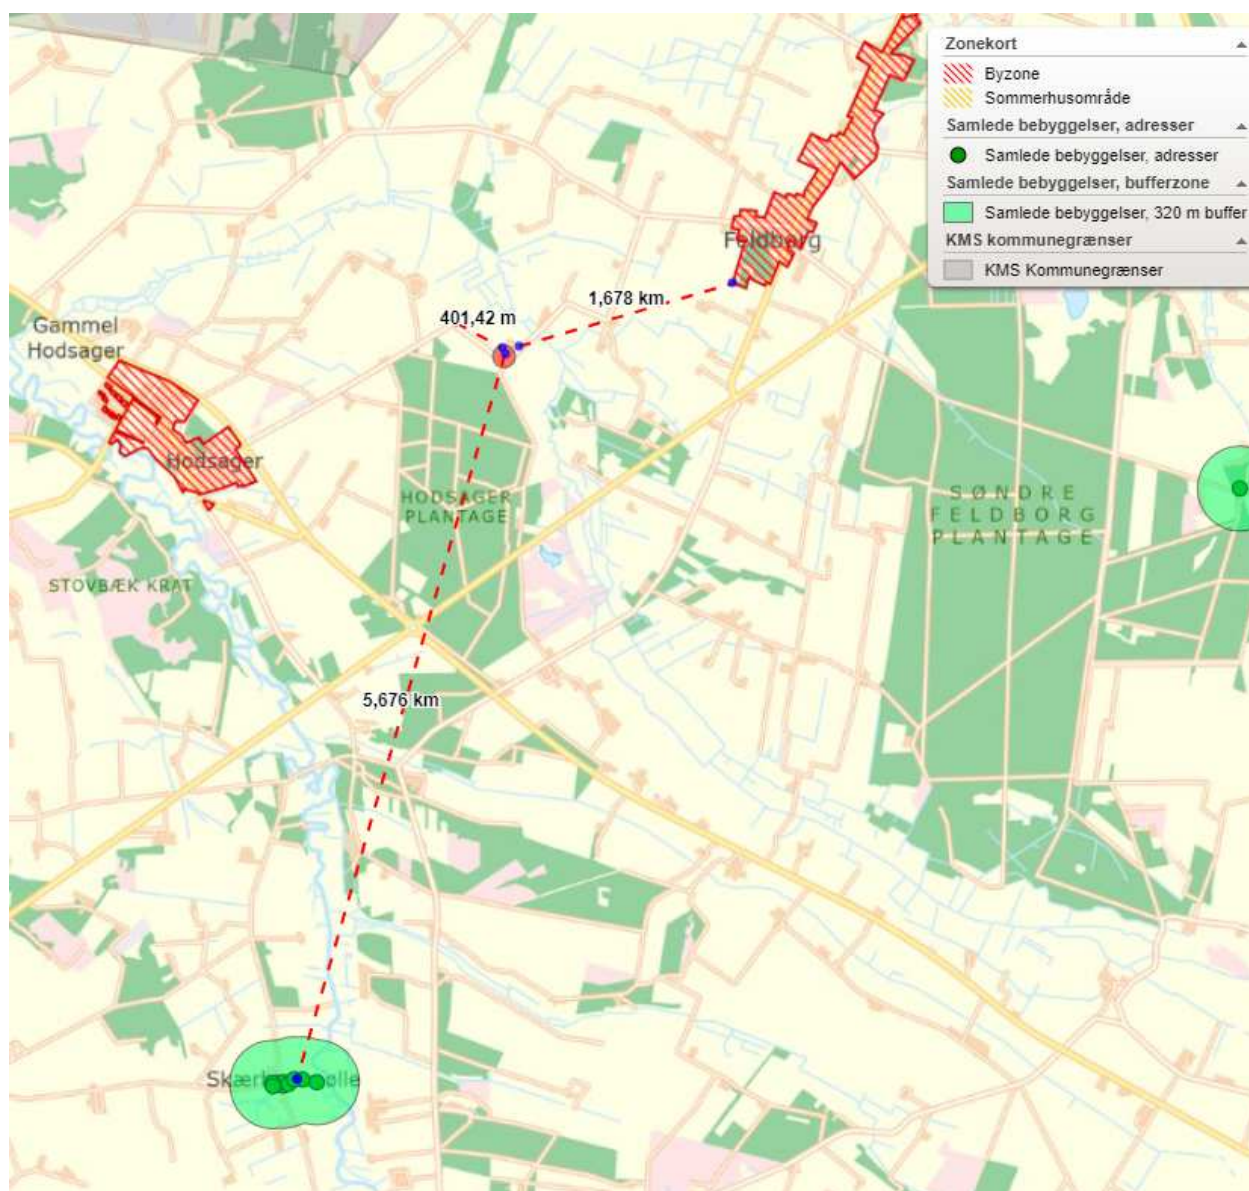 Zonekort
Byzone
Sommerhusområde
Samlede bebyggelser, adresser
Samlede bebyggelser, adresser
Samlede bebyggelser, bufferzone
Samlede bebyggelser, 320 m buffer
KMS kommunegrænser
KMS Kommunegrænser
Feldborg
1,678 km
401,42 m
Gammel
Hodsager
Hodsager
HODSAGER
PLANTAGE
SØNDRE
FELDBORG
PLANTAGE
STOVBÆK KRAT
5,676 km